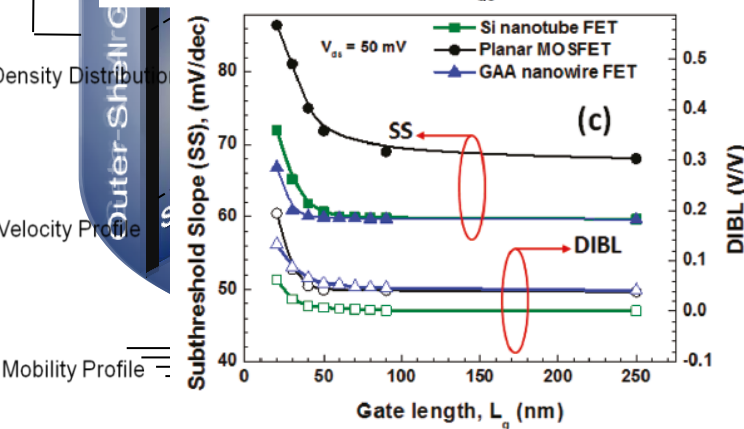 Density Distribution
Velocity Profile
Mobility Profile
Outer-Shell G
Subthreshold Slope (SS), (mV/dec)
80
70
60
50
40
V_ds = 50 mV
Si nanotube FET
Planar MOSFET
GAA nanowire FET
(c)
SS
DIBL
0.5
0.4
0.3
0.2
0.1
0.0
-0.1
DIBL (V/V)
0 50 100 150 200 250
Gate length, L_g (nm)